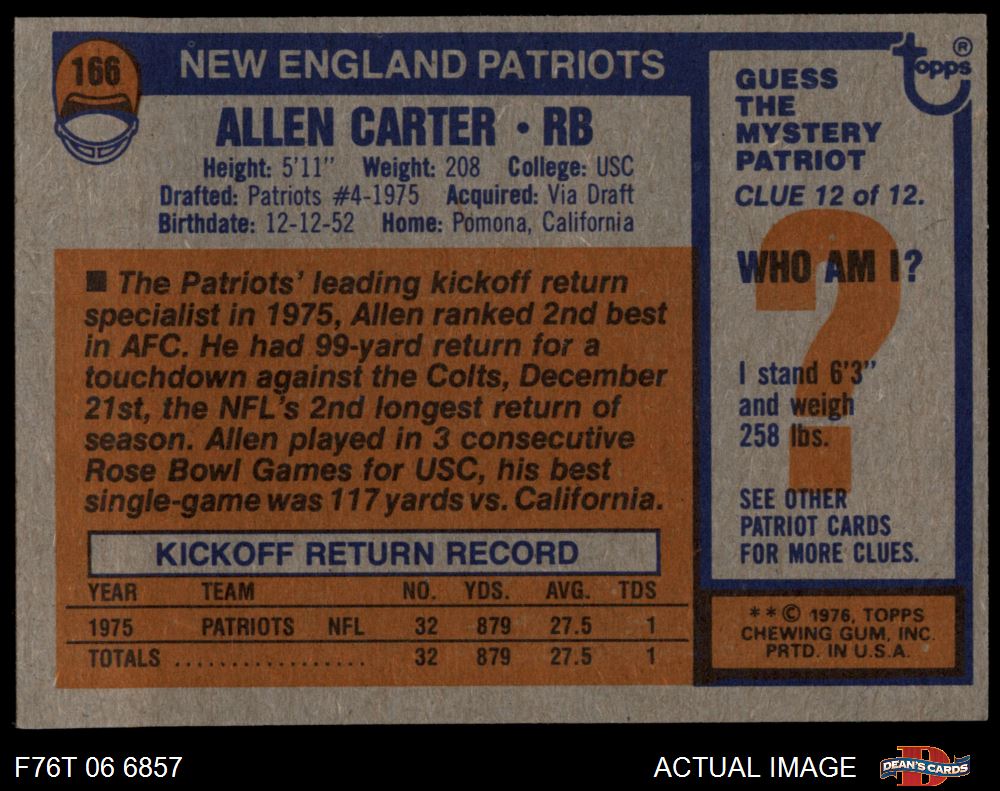 166
NEW ENGLAND PATRIOTS
ALLEN CARTER • RB
Height: 5'11" Weight: 208 College: USC
Drafted: Patriots #4-1975 Acquired: Via Draft
Birthdate: 12-12-52 Home: Pomona, California
■ The Patriots' leading kickoff return
specialist in 1975, Allen ranked 2nd best
in AFC. He had 99-yard return for a
touchdown against the Colts, December
21st, the NFL's 2nd longest return of
season. Allen played in 3 consecutive
Rose Bowl Games for USC, his best
single-game was 117 yards vs. California.
KICKOFF RETURN RECORD
YEAR TEAM NO. YDS. AVG. TDS
1975 PATRIOTS NFL 32 879 27.5 1
TOTALS .................. 32 879 27.5 1
topps®
GUESS
THE
MYSTERY
PATRIOT
CLUE 12 of 12.
WHO AM I?
?
I stand 6'3"
and weigh
258 lbs.
SEE OTHER
PATRIOT CARDS
FOR MORE CLUES.
**© 1976, TOPPS
CHEWING GUM, INC.
PRTD. IN U.S.A.
F76T 06 6857
ACTUAL IMAGE
D
DEAN'S CARDS